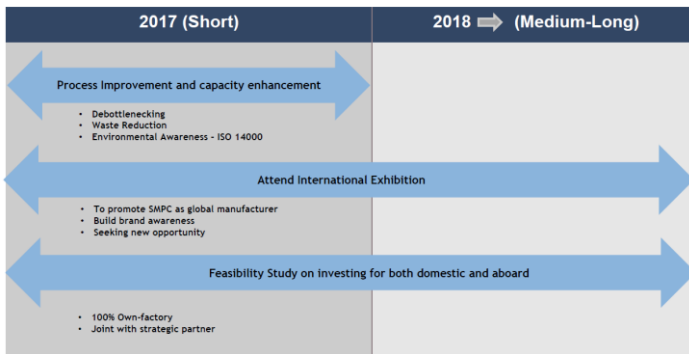 2017 (Short)
2018 (Medium-Long)
Process Improvement and capacity enhancement
• Debottlenecking
• Waste Reduction
• Environmental Awareness - ISO 14000
Attend International Exhibition
• To promote SMPC as global manufacturer
• Build brand awareness
• Seeking new opportunity
Feasibility Study on investing for both domestic and aboard
• 100% Own-factory
• Joint with strategic partner